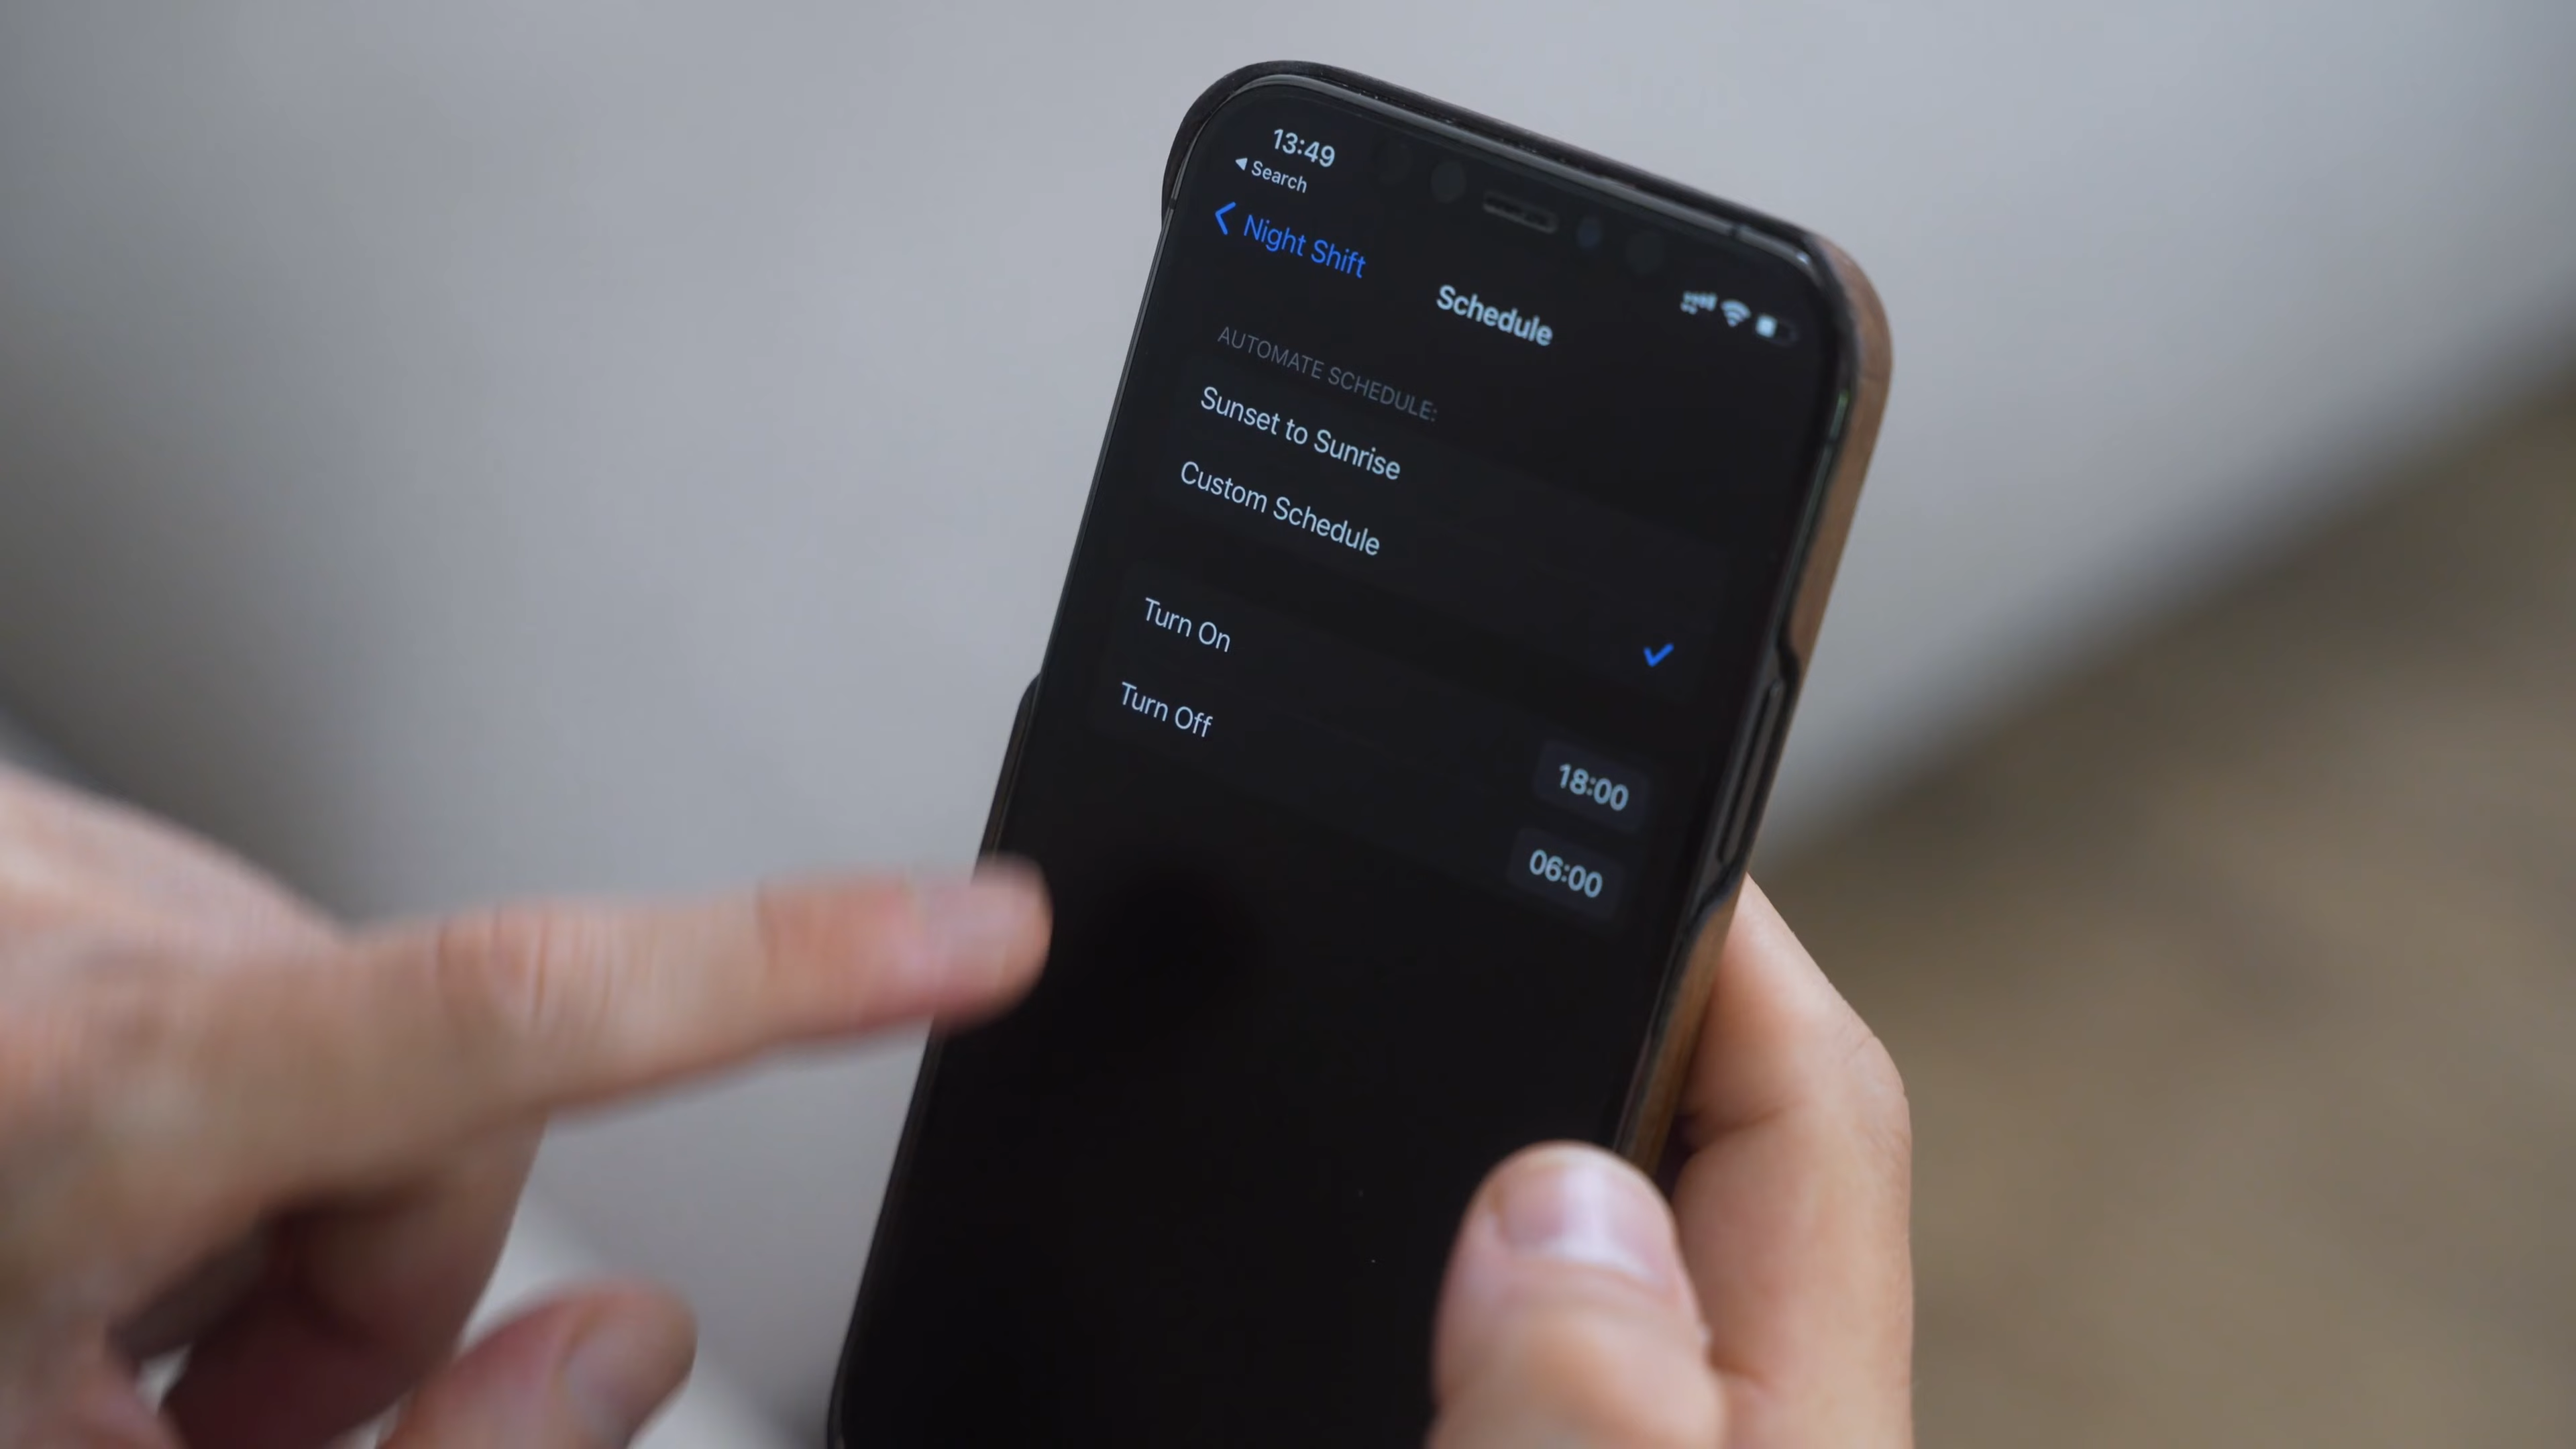 13:49
Search
Night Shift
Schedule
AUTOMATE SCHEDULE:
Sunset to Sunrise
Custom Schedule
Turn On 18:00
Turn Off 06:00